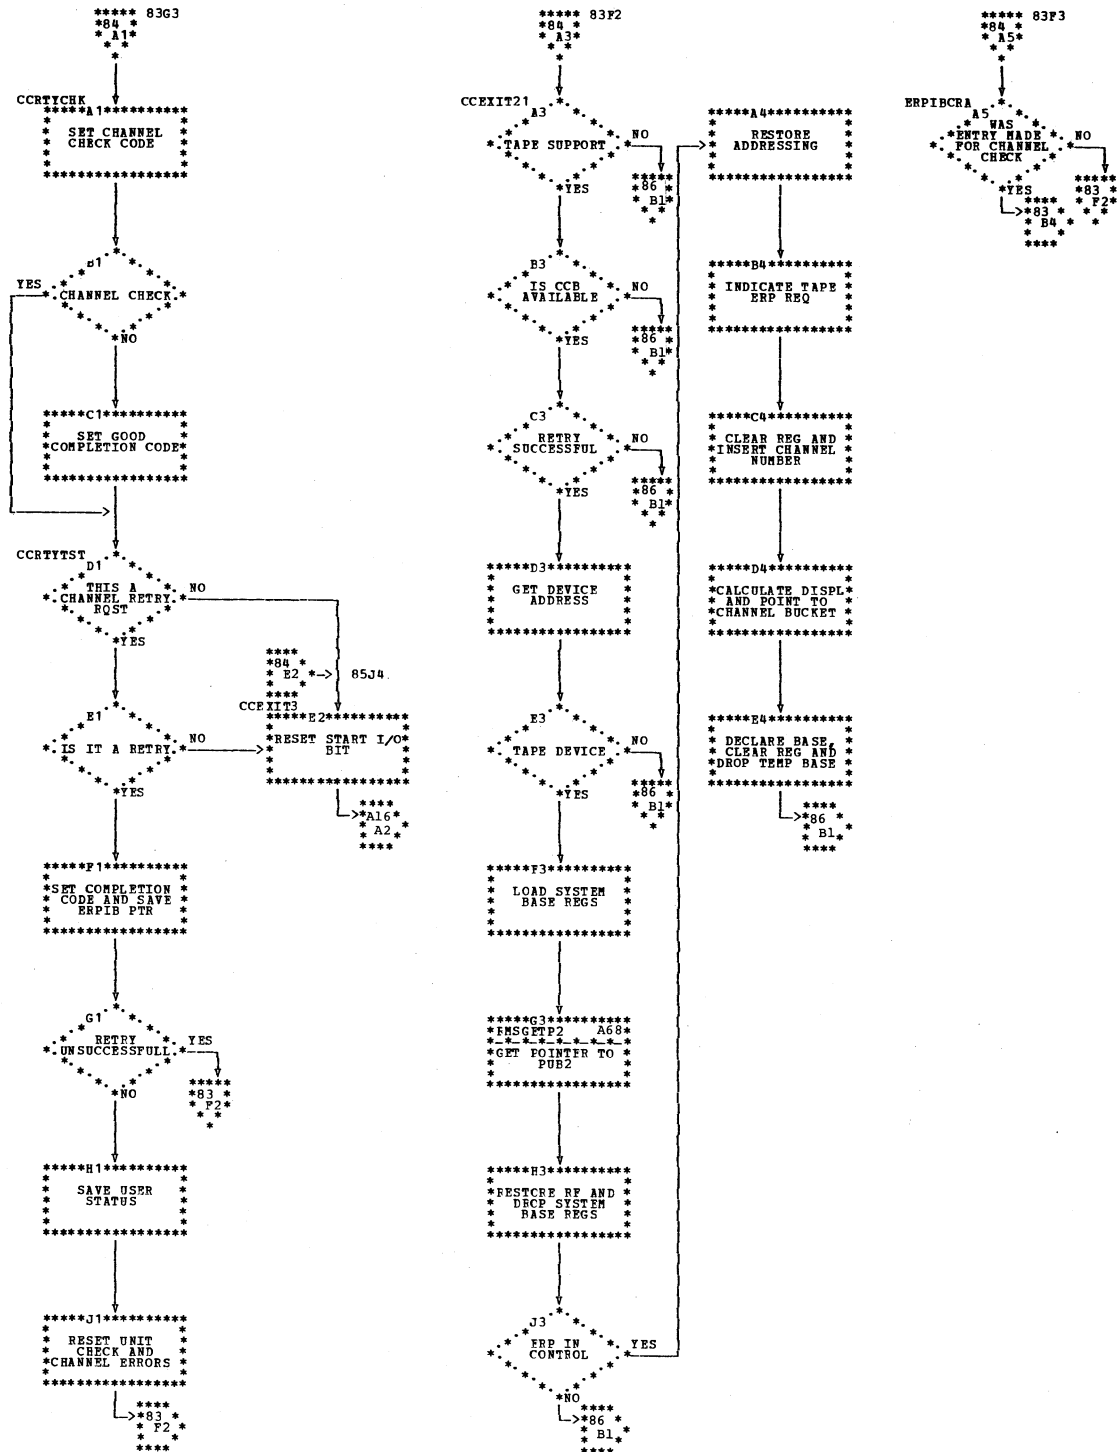 83G3
84
A1
CCRTYCHK
A1
SET CHANNEL
CHECK CODE
B1
CHANNEL CHECK
YES
NO
C1
SET GOOD
COMPLETION CODE
CCRTYTST
D1
THIS A
CHANNEL RETRY
RQST
NO
YES
84
E2
85J4
E1
IS IT A RETRY
NO
YES
CCEXIT3
E2
RESET START I/O
BIT
A16
A2
F1
SET COMPLETION
CODE AND SAVE
ERPIB PTR
G1
RETRY
UNSUCCESSFULL
YES
NO
83
F2
H1
SAVE USER
STATUS
J1
RESET UNIT
CHECK AND
CHANNEL ERRORS
83
F2
83F2
84
A3
CCEXIT21
A3
TAPE SUPPORT
NO
YES
86
B1
B3
IS CCB
AVAILABLE
NO
YES
86
B1
C3
RETRY
SUCCESSFUL
NO
YES
86
B1
D3
GET DEVICE
ADDRESS
E3
TAPE DEVICE
NO
YES
86
B1
F3
LOAD SYSTEM
BASE REGS
G3
RMSGETP2 A68
GET POINTER TO
PUB2
H3
RESTORE RF AND
DROP SYSTEM
BASE REGS
J3
ERP IN
CONTROL
YES
NO
86
B1
A4
RESTORE
ADDRESSING
B4
INDICATE TAPE
ERP REQ
C4
CLEAR REG AND
INSERT CHANNEL
NUMBER
D4
CALCULATE DISPL
AND POINT TO
CHANNEL BUCKET
E4
DECLARE BASE,
CLEAR REG AND
DROP TEMP BASE
86
B1
83F3
84
A5
ERPIBCRA
A5
WAS
ENTRY MADE
FOR CHANNEL
CHECK
NO
YES
83
F2
83
B4